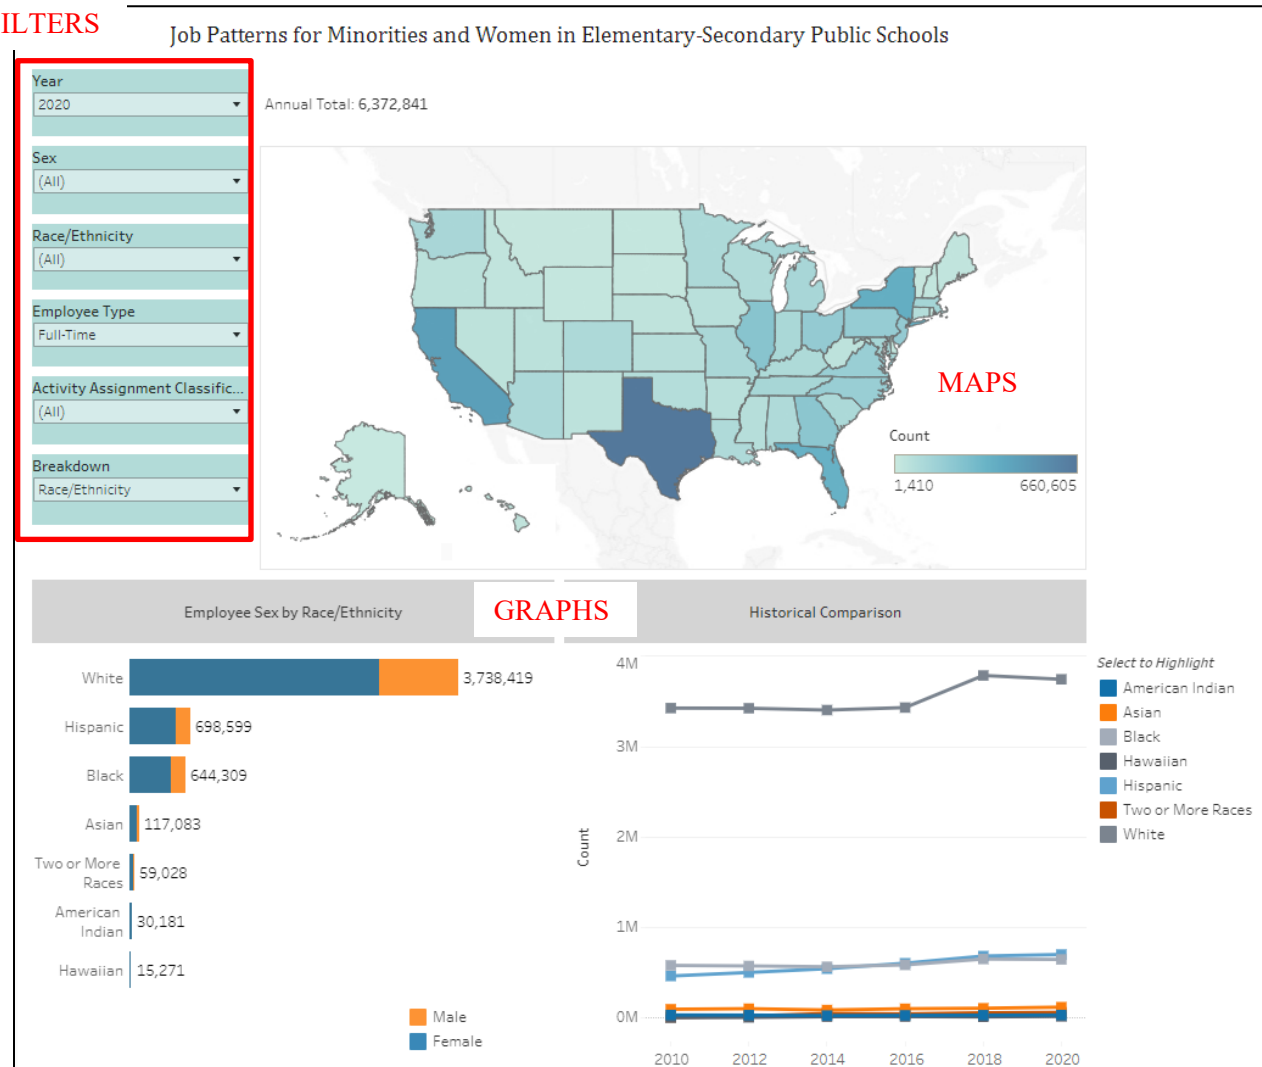 ILTERS
Job Patterns for Minorities and Women in Elementary-Secondary Public Schools
Year
2020
Annual Total: 6,372,841
Sex
(All)
Race/Ethnicity
(All)
Employee Type
Full-Time
Activity Assignment Classific...
(All)
Breakdown
Race/Ethnicity
MAPS
Count
1,410 660,605
Employee Sex by Race/Ethnicity
GRAPHS
Historical Comparison
White 3,738,419
Hispanic 698,599
Black 644,309
Asian 117,083
Two or More
Races 59,028
American
Indian 30,181
Hawaiian 15,271
Male
Female
4M
3M
2M
1M
0M
Count
2010 2012 2014 2016 2018 2020
Select to Highlight
American Indian
Asian
Black
Hawaiian
Hispanic
Two or More Races
White